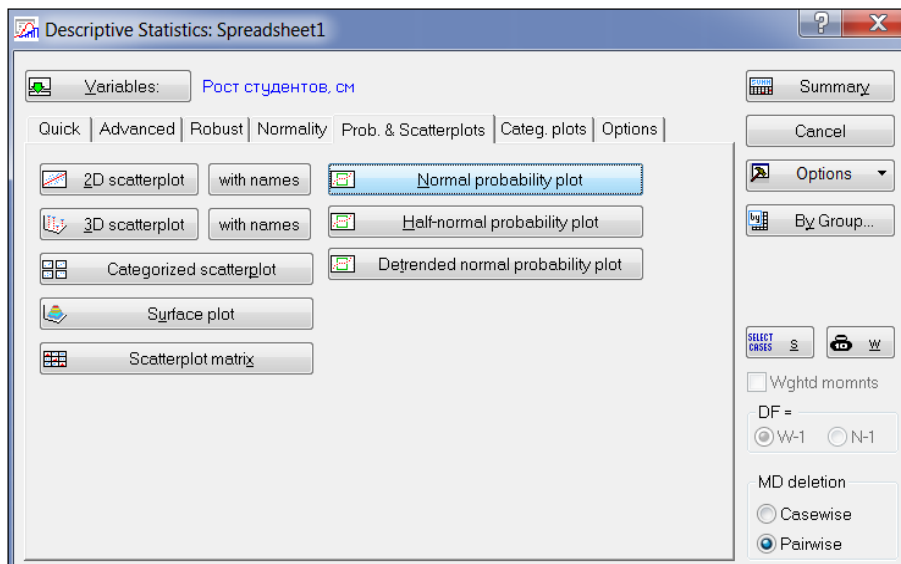 Descriptive Statistics: Spreadsheet1
Variables: Рост студентов, см
Summary
Quick Advanced Robust Normality Prob. & Scatterplots Categ. plots Options
Cancel
2D scatterplot with names Normal probability plot
Options
3D scatterplot with names Half-normal probability plot
By Group...
Categorized scatterplot Detrended normal probability plot
Surface plot
Scatterplot matrix
SELECT CASES S W
Wghtd momnts
DF =
W-1 N-1
MD deletion
Casewise
Pairwise